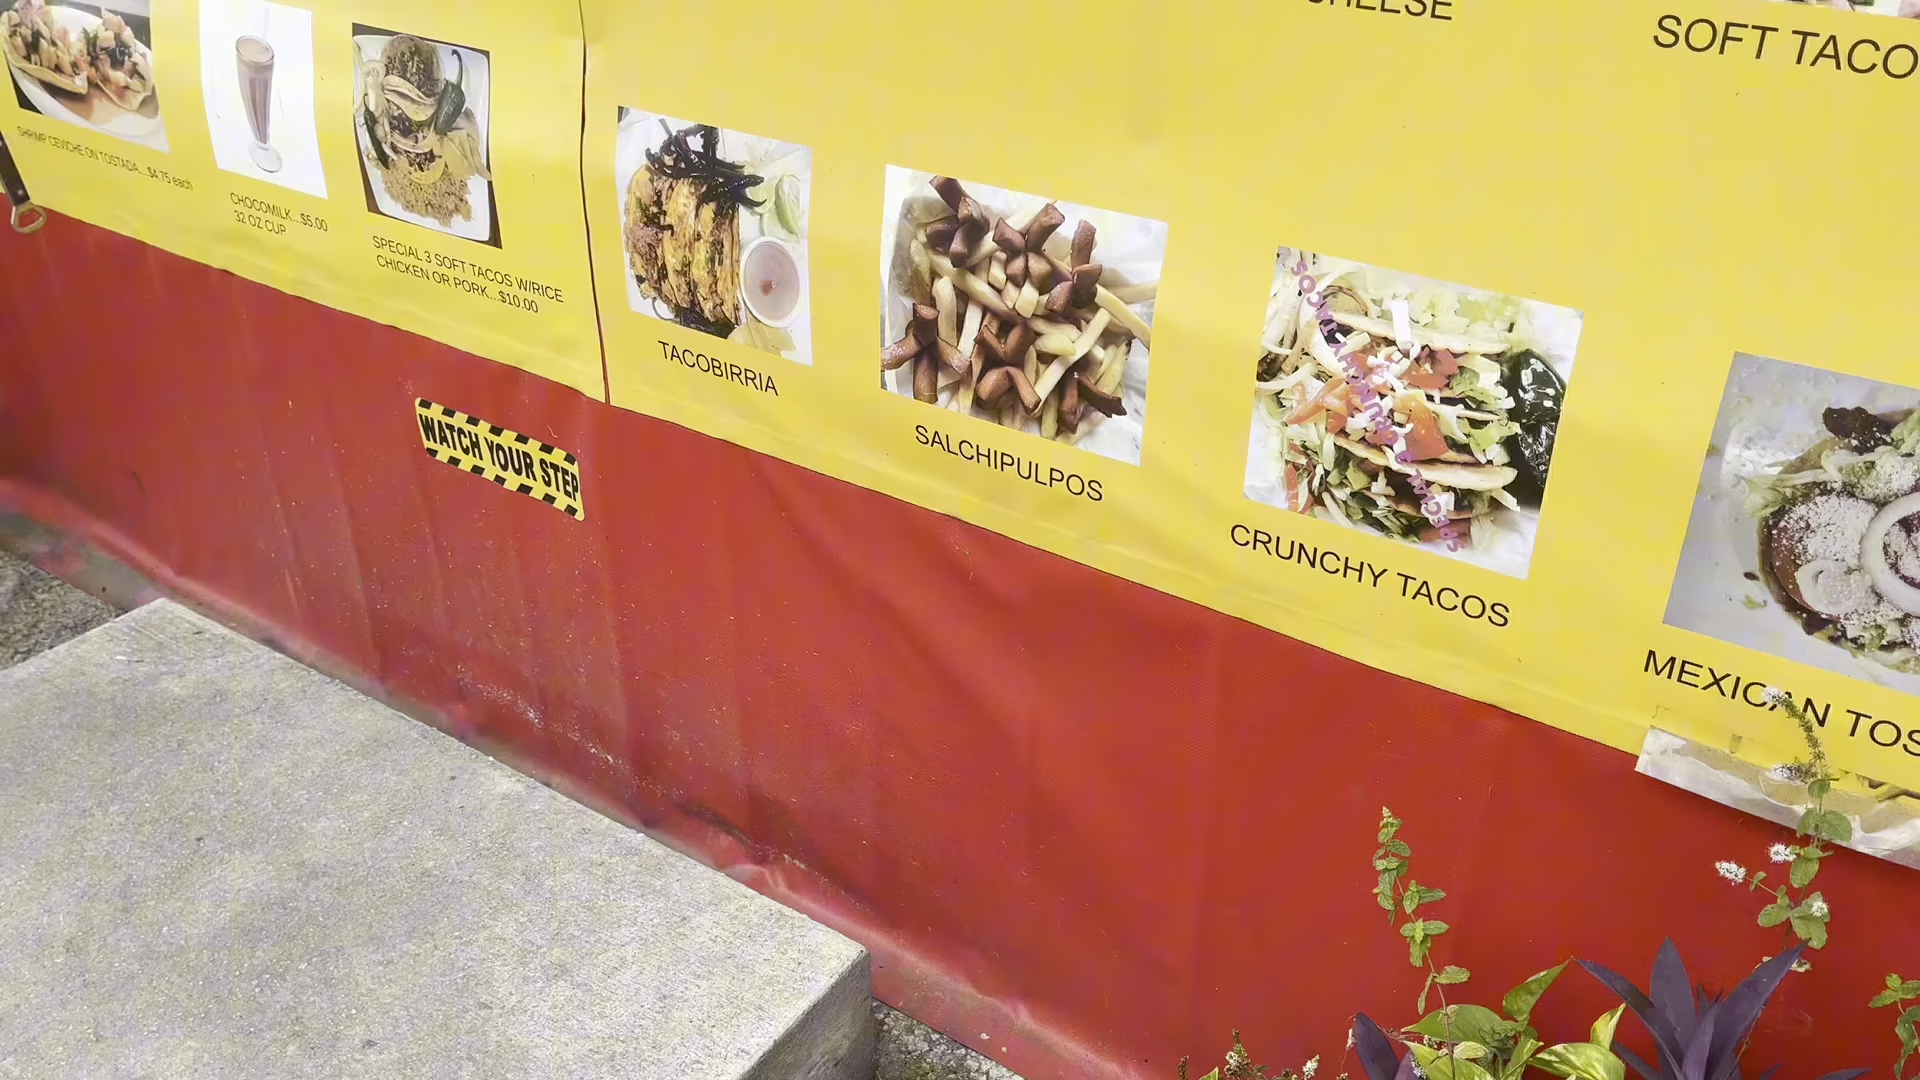 CHEESE
SOFT TACO
SHRIMP CEVICHE ON TOSTADA...$4.75 each
CHOCOMILK...$5.00
32 OZ CUP
SPECIAL 3 SOFT TACOS W/RICE
CHICKEN OR PORK...$10.00
TACOBIRRIA
SALCHIPULPOS
CRUNCHY TACOS
MEXICAN TOS
WATCH YOUR STEP